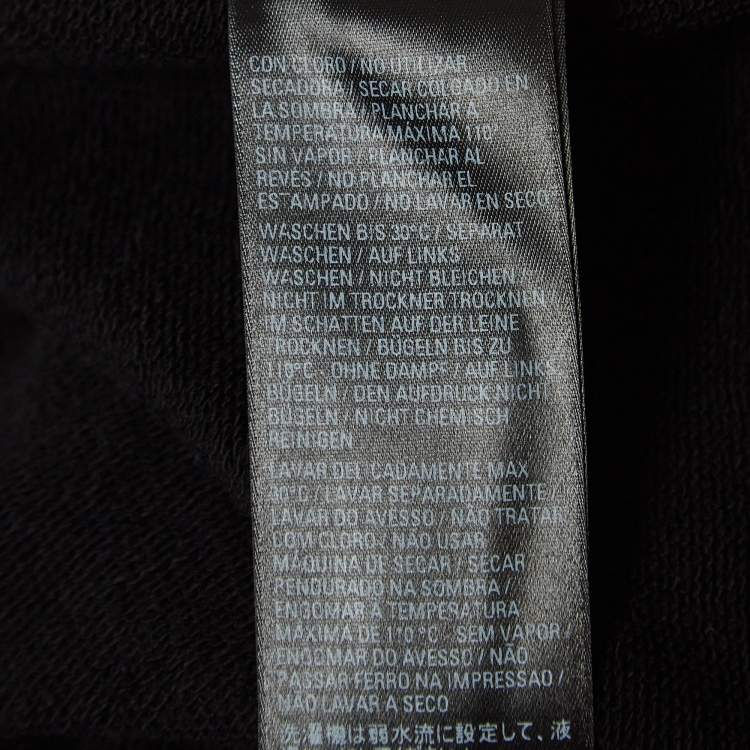 CON CLORO / NO UTILIZAR
SECADORA / SECAR COLGADO EN
LA SOMBRA / PLANCHAR A
TEMPERATURA MÁXIMA 110°
SIN VAPOR / PLANCHAR AL
REVES / NO PLANCHAR EL
ESTAMPADO / NO LAVAR EN SECO
WASCHEN BIS 30°C / SEPARAT
WASCHEN / AUF LINKS
WASCHEN / NICHT BLEICHEN /
NICHT IM TROCKNER TROCKNEN /
IM SCHATTEN AUF DER LEINE
TROCKNEN / BÜGELN BIS ZU
110°C - OHNE DAMPF / AUF LINKS
BÜGELN / DEN AUFDRUCK NICHT
BÜGELN / NICHT CHEMISCH
REINIGEN
LAVAR DELICADAMENTE MAX
30°C / LAVAR SEPARADAMENTE /
LAVAR DO AVESSO / NÃO TRATAR
COM CLORO / NÃO USAR
MÁQUINA DE SECAR / SECAR
PENDURADO NA SOMBRA /
ENGOMAR À TEMPERATURA
MÁXIMA DE 110°C - SEM VAPOR /
ENGOMAR DO AVESSO / NÃO
PASSAR FERRO NA IMPRESSÃO /
NÃO LAVAR A SECO
洗濯機は弱水流に設定して、液